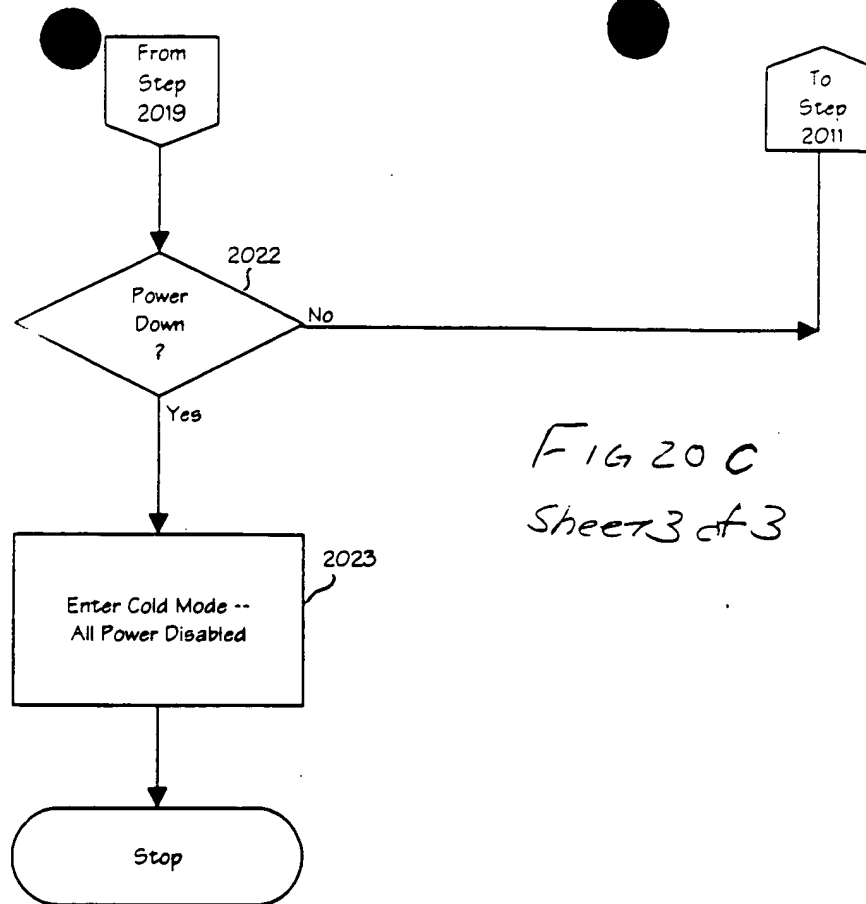 From
Step
2019
To
Step
2011
2022
Power
Down
?
No
Yes
FIG 20 C
Sheet 3 of 3
2023
Enter Cold Mode --
All Power Disabled
Stop